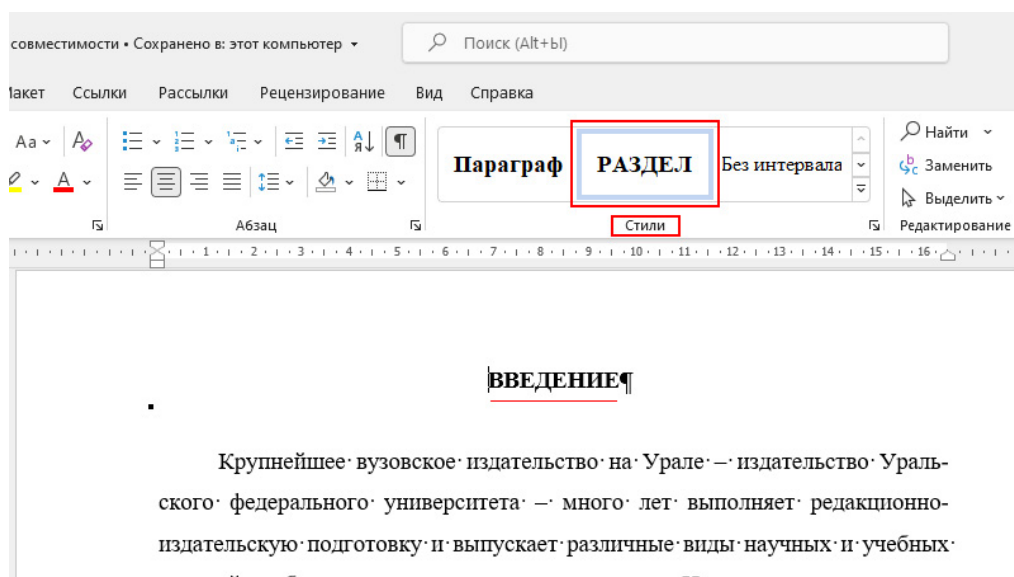 совместимости • Сохранено в: этот компьютер
Поиск (Alt+Ы)
Макет Ссылки Рассылки Рецензирование Вид Справка
Aa А А Я ¶
Параграф РАЗДЕЛ Без интервала
Найти
Заменить
Выделить
Абзац Стили Редактирование
1 2 3 4 5 6 7 8 9 10 11 12 13 14 15 16
ВВЕДЕНИЕ¶
Крупнейшее· вузовское· издательство· на· Урале· –· издательство· Ураль-
ского· федерального· университета· –· много· лет· выполняет· редакционно-
издательскую· подготовку· и· выпускает· различные· виды· научных· и· учебных·